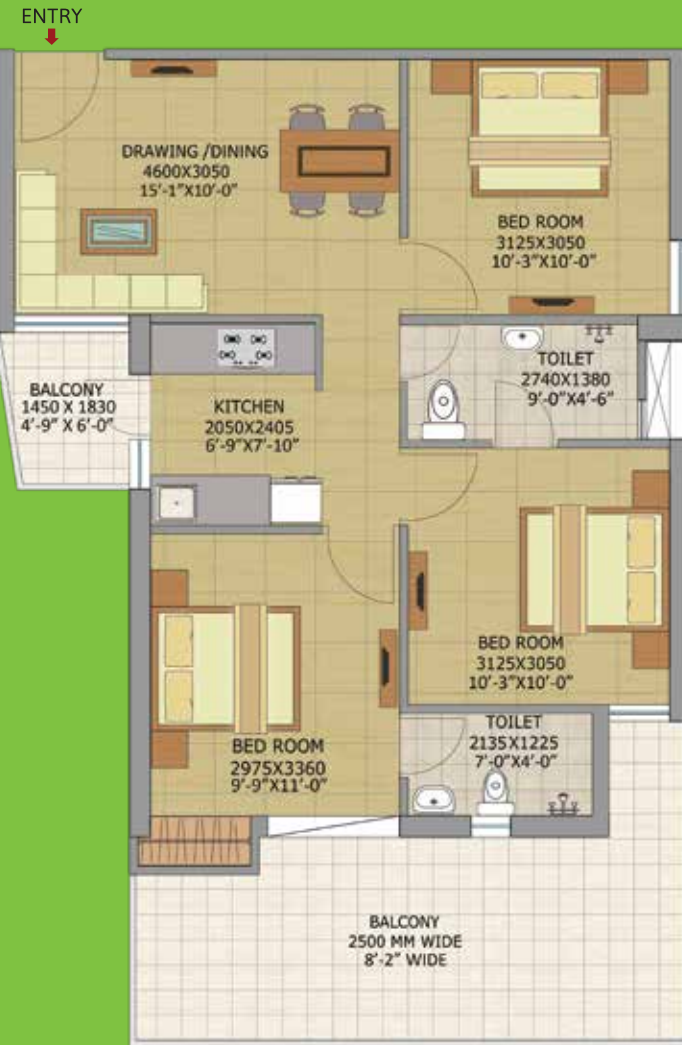 ENTRY
DRAWING /DINING
4600X3050
15'-1"X10'-0"
BED ROOM
3125X3050
10'-3"X10'-0"
TOILET
2740X1380
9'-0"X4'-6"
BALCONY
1450 X 1830
4'-9" X 6'-0"
KITCHEN
2050X2405
6'-9"X7'-10"
BED ROOM
3125X3050
10'-3"X10'-0"
BED ROOM
2975X3360
9'-9"X11'-0"
TOILET
2135X1225
7'-0"X4'-0"
BALCONY
2500 MM WIDE
8'-2" WIDE